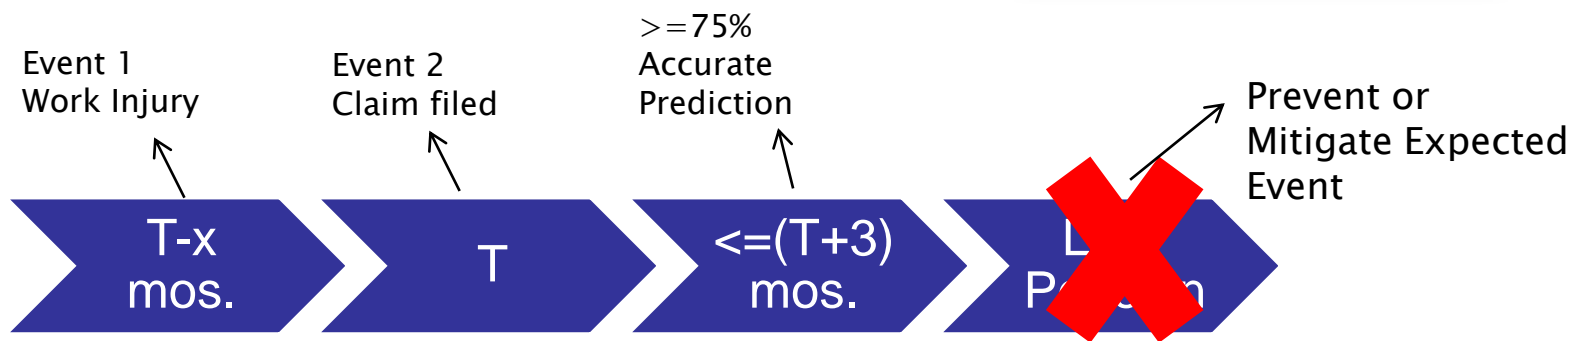 Event 1
Work Injury
Event 2
Claim filed
>=75%
Accurate
Prediction
Prevent or
Mitigate Expected
Event
T-x
mos.
T
<=(T+3)
mos.